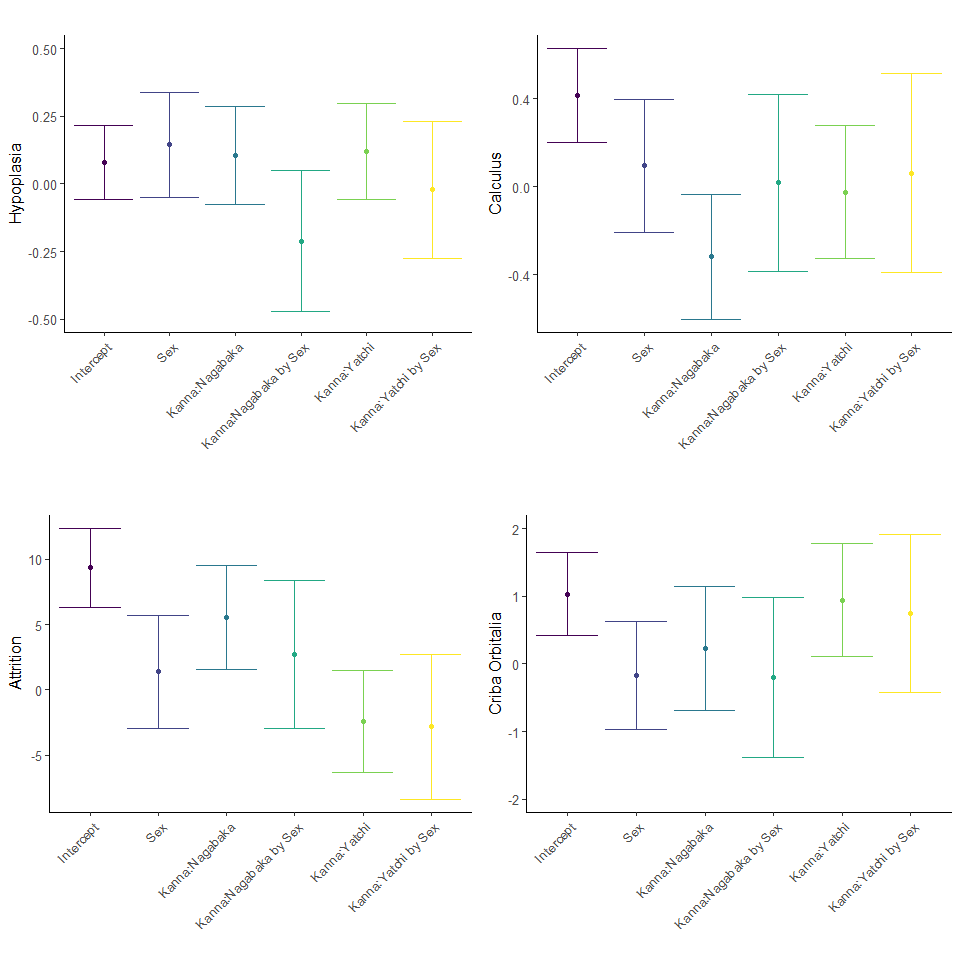 Hypoplasia
0.50
0.25
0.00
-0.25
-0.50
Intercept
Sex
Kanna:Nagabaka
Kanna:Nagabaka by Sex
Kanna:Yatchi
Kanna:Yatchi by Sex
Calculus
0.4
0.0
-0.4
Intercept
Sex
Kanna:Nagabaka
Kanna:Nagabaka by Sex
Kanna:Yatchi
Kanna:Yatchi by Sex
Attrition
10
5
0
-5
Intercept
Sex
Kanna:Nagabaka
Kanna:Nagabaka by Sex
Kanna:Yatchi
Kanna:Yatchi by Sex
Criba Orbitalia
2
1
0
-1
-2
Intercept
Sex
Kanna:Nagabaka
Kanna:Nagabaka by Sex
Kanna:Yatchi
Kanna:Yatchi by Sex